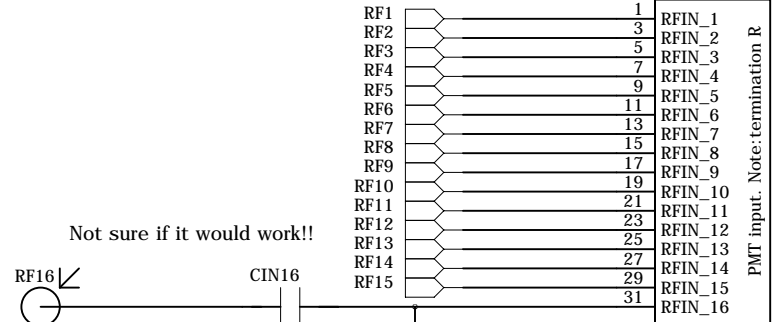 RF1 1 RFIN_1
RF2 3 RFIN_2
RF3 5 RFIN_3
RF4 7 RFIN_4
RF5 9 RFIN_5
RF6 11 RFIN_6
RF7 13 RFIN_7
RF8 15 RFIN_8
RF9 17 RFIN_9
RF10 19 RFIN_10
RF11 21 RFIN_11
RF12 23 RFIN_12
RF13 25 RFIN_13
RF14 27 RFIN_14
RF15 29 RFIN_15
31 RFIN_16
PMT input. Note:termination R
Not sure if it would work!!
RF16 CIN16